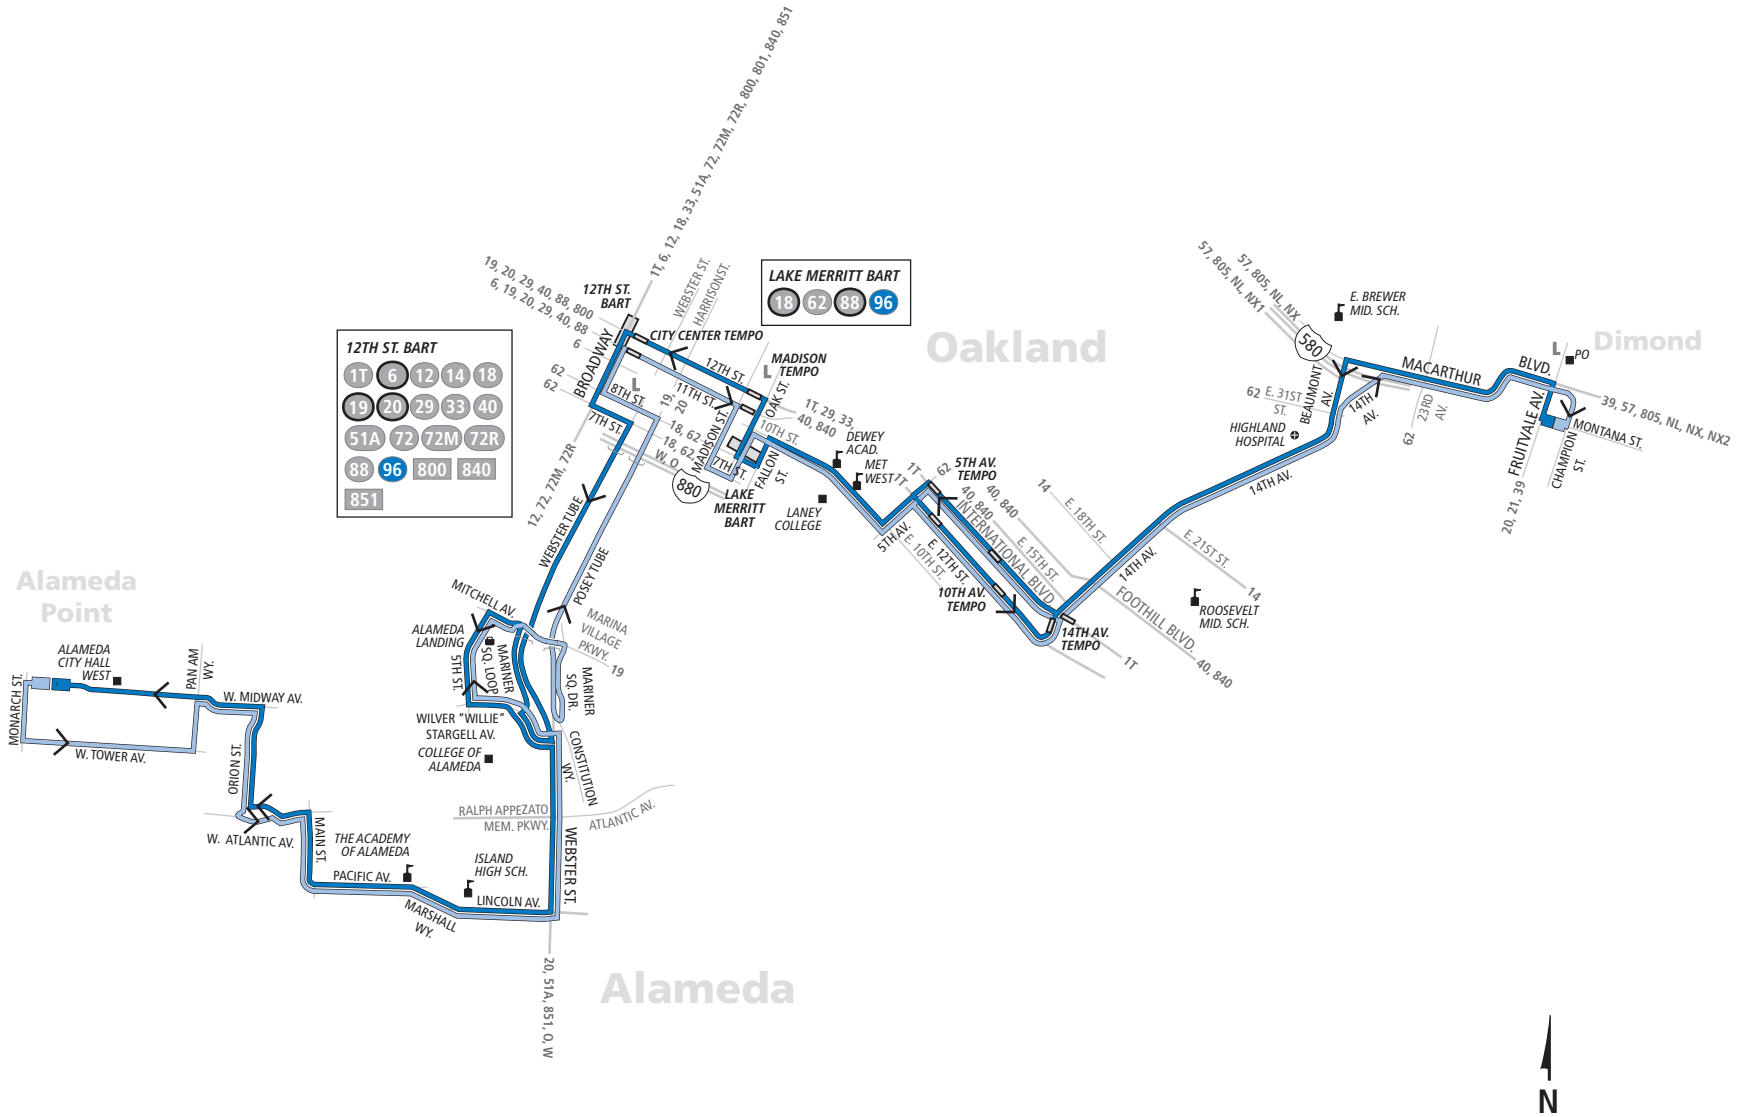 1T, 6, 12, 18, 33, 51A, 72, 72M, 72R, 800, 801, 840, 851
19, 20, 29, 40, 88, 800
6, 19, 20, 29, 40, 88
6
62
62
12TH ST.
BART
WEBSTER ST.
HARRISON ST.
CITY CENTER TEMPO
LAKE MERRITT BART
18 62 88 96
12TH ST. BART
1T 6 12 14 18
19 20 29 33 40
51A 72 72M 72R
88 96 800 840
851
BROADWAY
12TH ST.
11TH ST.
8TH ST.
7TH ST.
L
L
MADISON
TEMPO
OAK ST.
MADISON ST.
10TH ST.
7TH ST.
FALLON
ST.
19,
20
18, 62
18, 62,
W, O
880
LAKE
MERRITT
BART
1T, 29, 33,
40, 840
DEWEY
ACAD.
MET
WEST
LANEY
COLLEGE
Oakland
12, 72, 72M, 72R
WEBSTER TUBE
POSEY TUBE
1T
1T
62
5TH AV.
TEMPO
40, 840
40, 840
5TH AV.
E. 10TH ST.
E. 12TH ST.
INTERNATIONAL BLVD.
E. 15TH ST.
10TH AV.
TEMPO
14TH AV.
TEMPO
1T
14
E. 18TH ST.
14TH AV.
E. 21ST ST.
14
FOOTHILL BLVD.
40, 840
ROOSEVELT
MID. SCH.
14TH AV.
57, 805, NL, NX
57, 805, NL, NX1
580
E. BREWER
MID. SCH.
HIGHLAND
HOSPITAL
62
E. 31ST
ST.
BEAUMONT
AV.
14TH
AV.
MACARTHUR
BLVD.
23RD
AV.
62
Dimond
L
PO
FRUITVALE AV.
20, 21, 39
CHAMPION
ST.
MONTANA ST.
39, 57, 805, NL, NX, NX2
MITCHELL AV.
ALAMEDA
LANDING
5TH ST.
MARINER
SQ. LOOP
MARINA
VILLAGE
PKWY.
19
MARINER
SQ. DR.
WILVER "WILLIE"
STARGELL AV.
COLLEGE OF
ALAMEDA
CONSTITUTION
WY.
RALPH APPEZATO
MEM. PKWY.
ATLANTIC AV.
WEBSTER ST.
Alameda
Point
ALAMEDA
CITY HALL
WEST
PAN AM
WY.
MONARCH ST.
W. MIDWAY AV.
W. TOWER AV.
ORION ST.
W. ATLANTIC AV.
MAIN ST.
THE ACADEMY
OF ALAMEDA
PACIFIC AV.
MARSHALL
WY.
ISLAND
HIGH SCH.
LINCOLN AV.
20, 51A, 851, O, W
Alameda
N